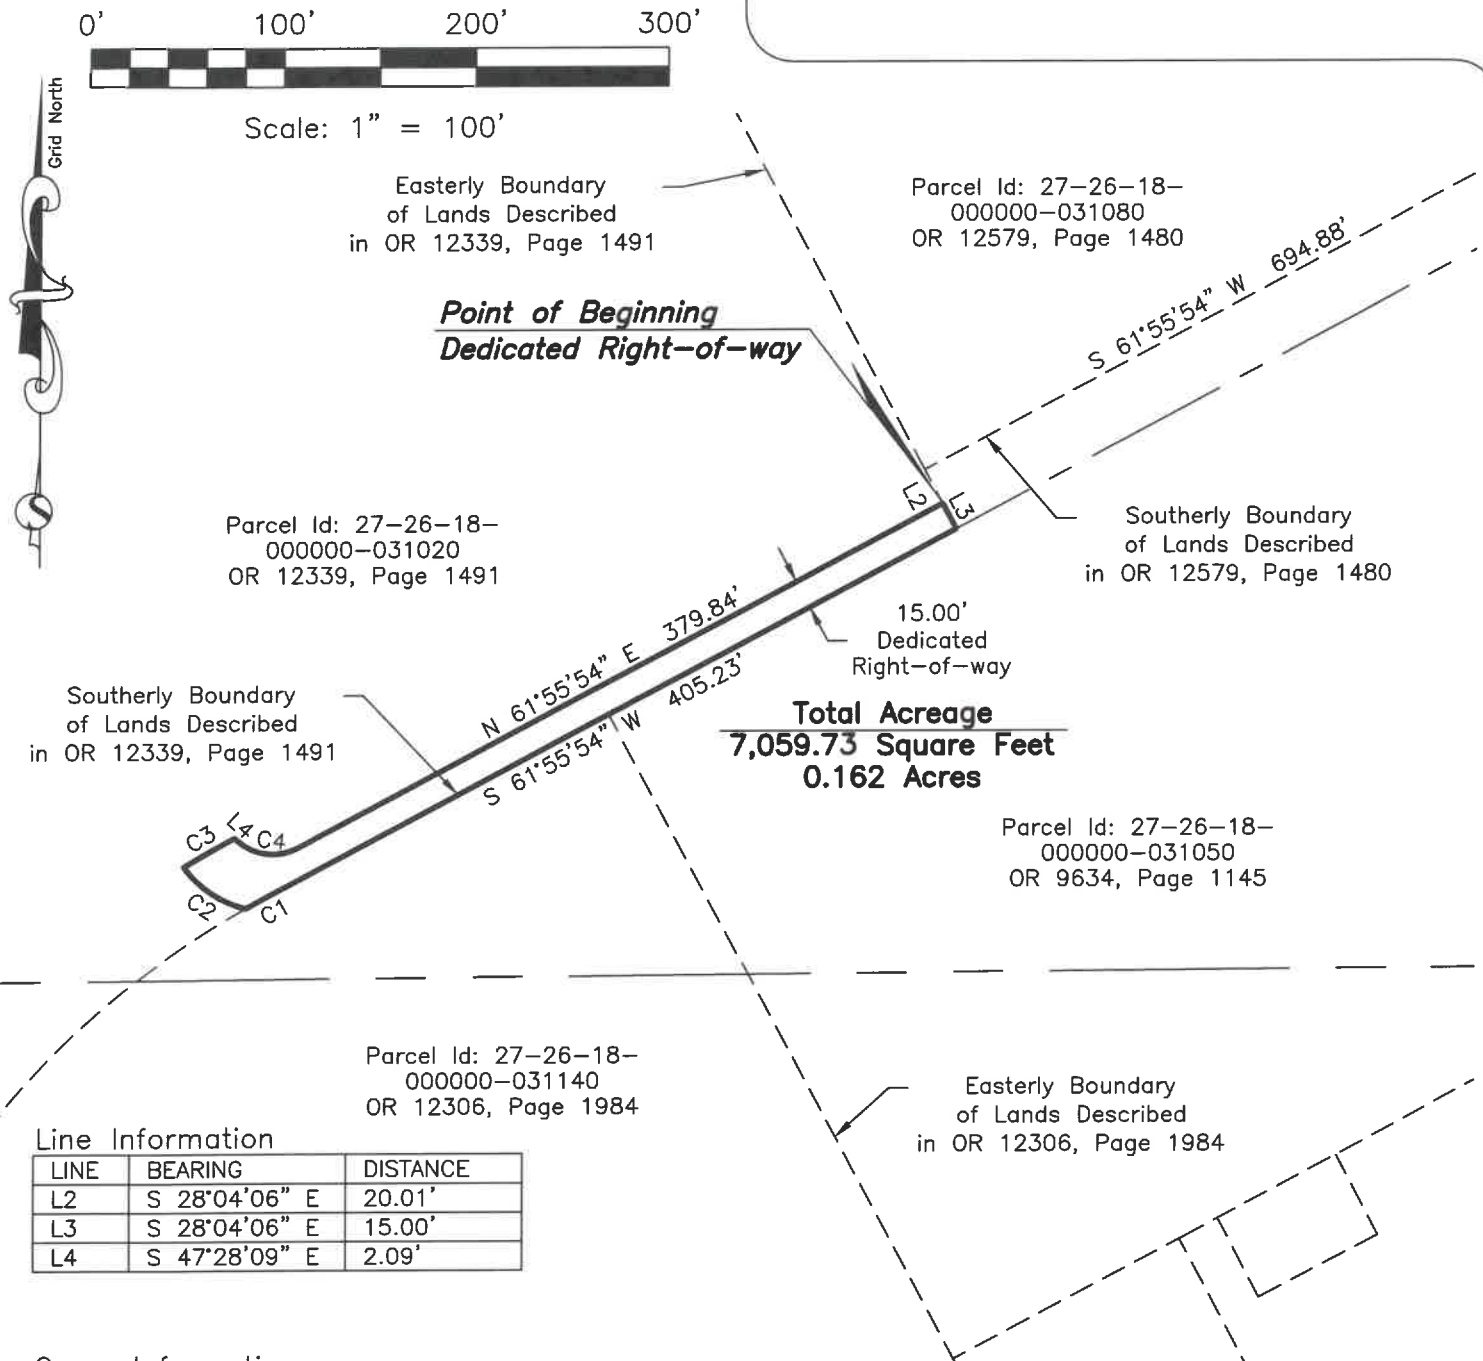 0' 100' 200' 300'
Scale: 1" = 100'
Grid North
Easterly Boundary
of Lands Described
in OR 12339, Page 1491
Parcel Id: 27-26-18-
000000-031080
OR 12579, Page 1480
S 61°55'54" W 694.88'
Point of Beginning
Dedicated Right-of-way
L2
L3
Parcel Id: 27-26-18-
000000-031020
OR 12339, Page 1491
Southerly Boundary
of Lands Described
in OR 12579, Page 1480
N 61°55'54" E 379.84'
S 61°55'54" W 405.23'
15.00'
Dedicated
Right-of-way
Southerly Boundary
of Lands Described
in OR 12339, Page 1491
Total Acreage
7,059.73 Square Feet
0.162 Acres
C3
L4
C4
C2
C1
Parcel Id: 27-26-18-
000000-031050
OR 9634, Page 1145
Parcel Id: 27-26-18-
000000-031140
OR 12306, Page 1984
Easterly Boundary
of Lands Described
in OR 12306, Page 1984
Line Information
LINE BEARING DISTANCE
L2 S 28°04'06" E 20.01'
L3 S 28°04'06" E 15.00'
L4 S 47°28'09" E 2.09'